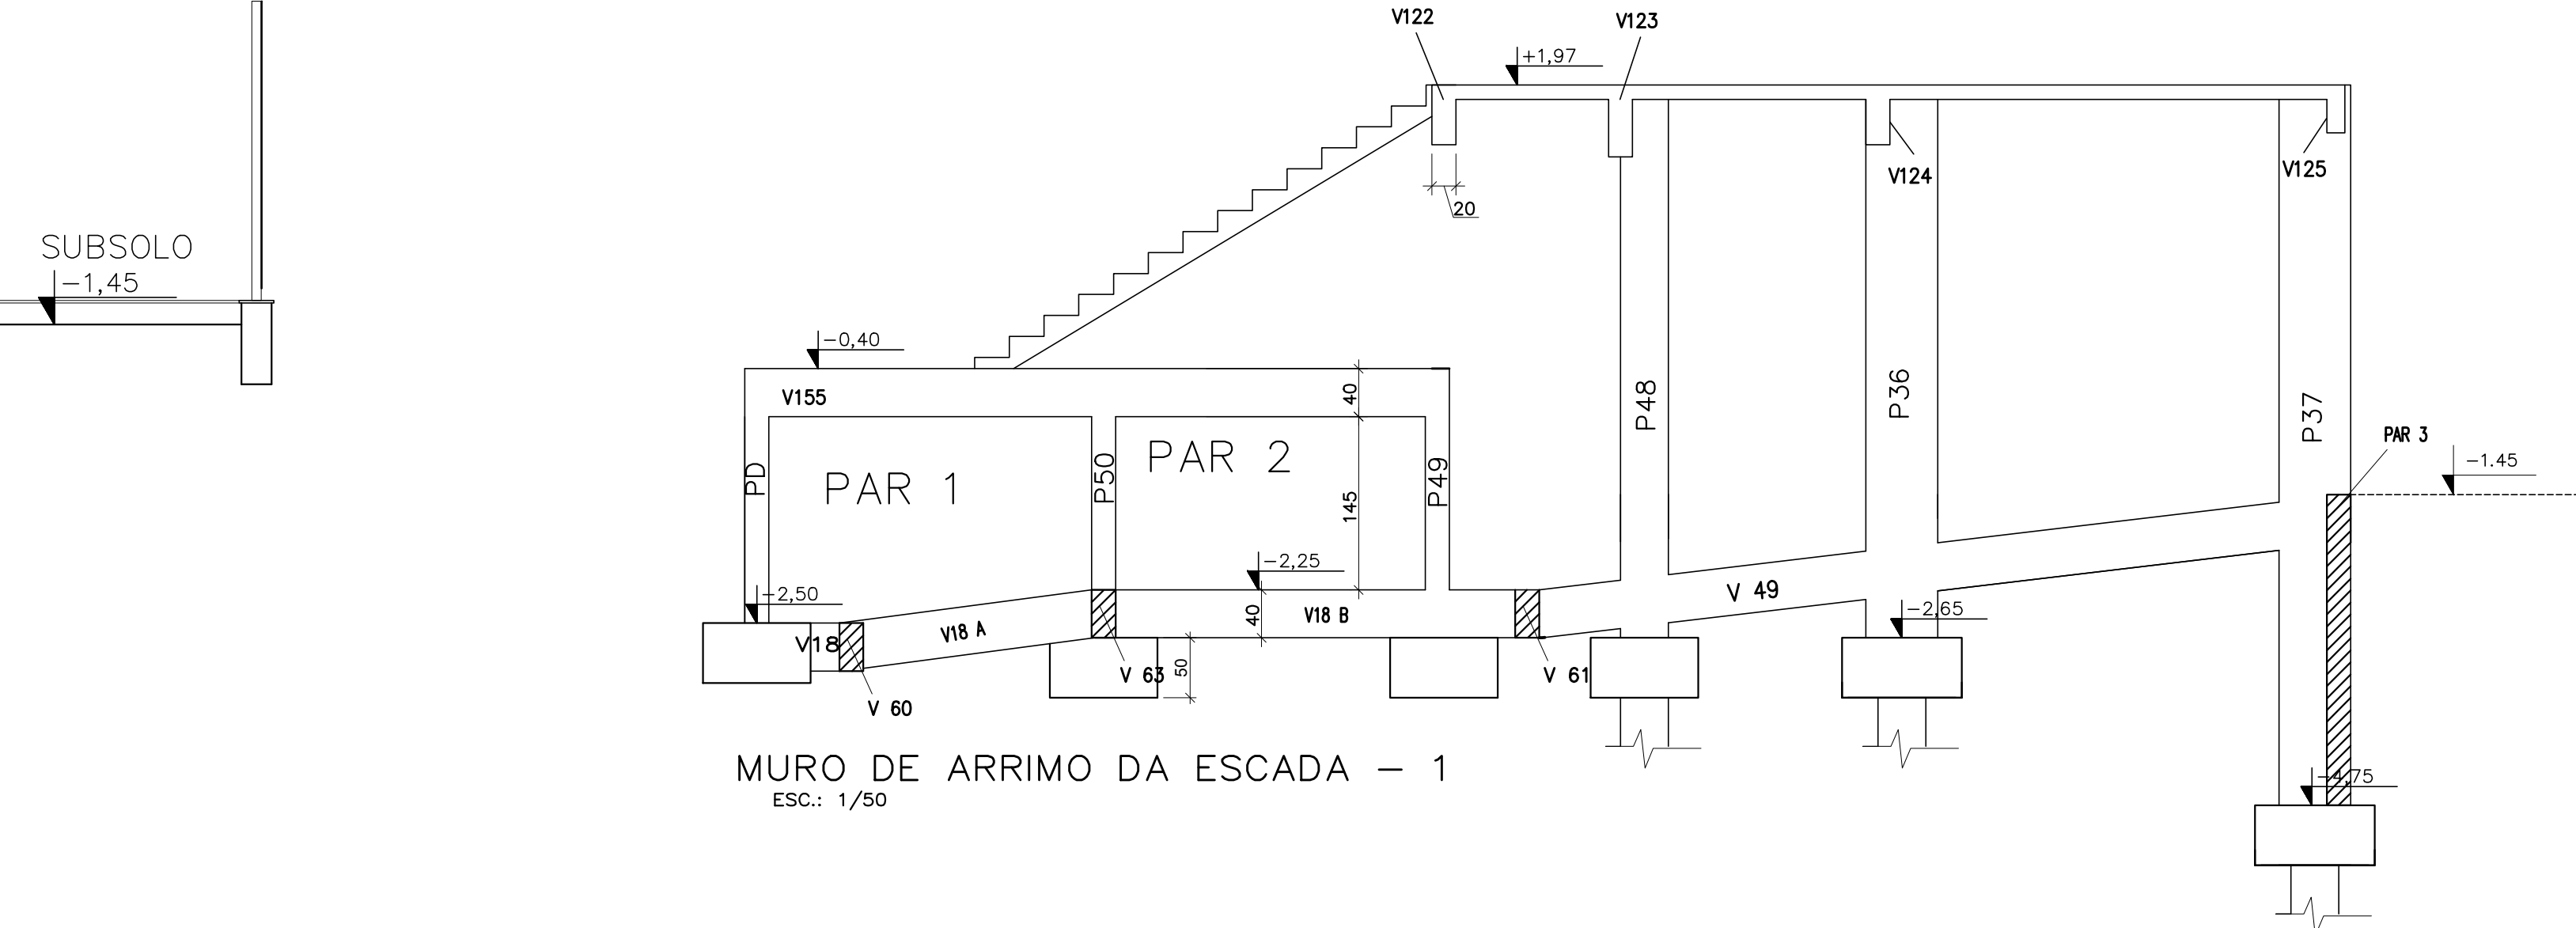 V122
V123
+1,97
V124
V125
20
SUBSOLO
-1,45
-0,40
V155
40
P48
P36
P37
PAR 3
-1.45
PD
PAR 1
P50
PAR 2
P49
145
-2,25
-2,50
V18
V18 A
40
V18 B
V 49
-2,65
V 60
V 63
50
V 61
-4,75
MURO DE ARRIMO DA ESCADA - 1
ESC.: 1/50